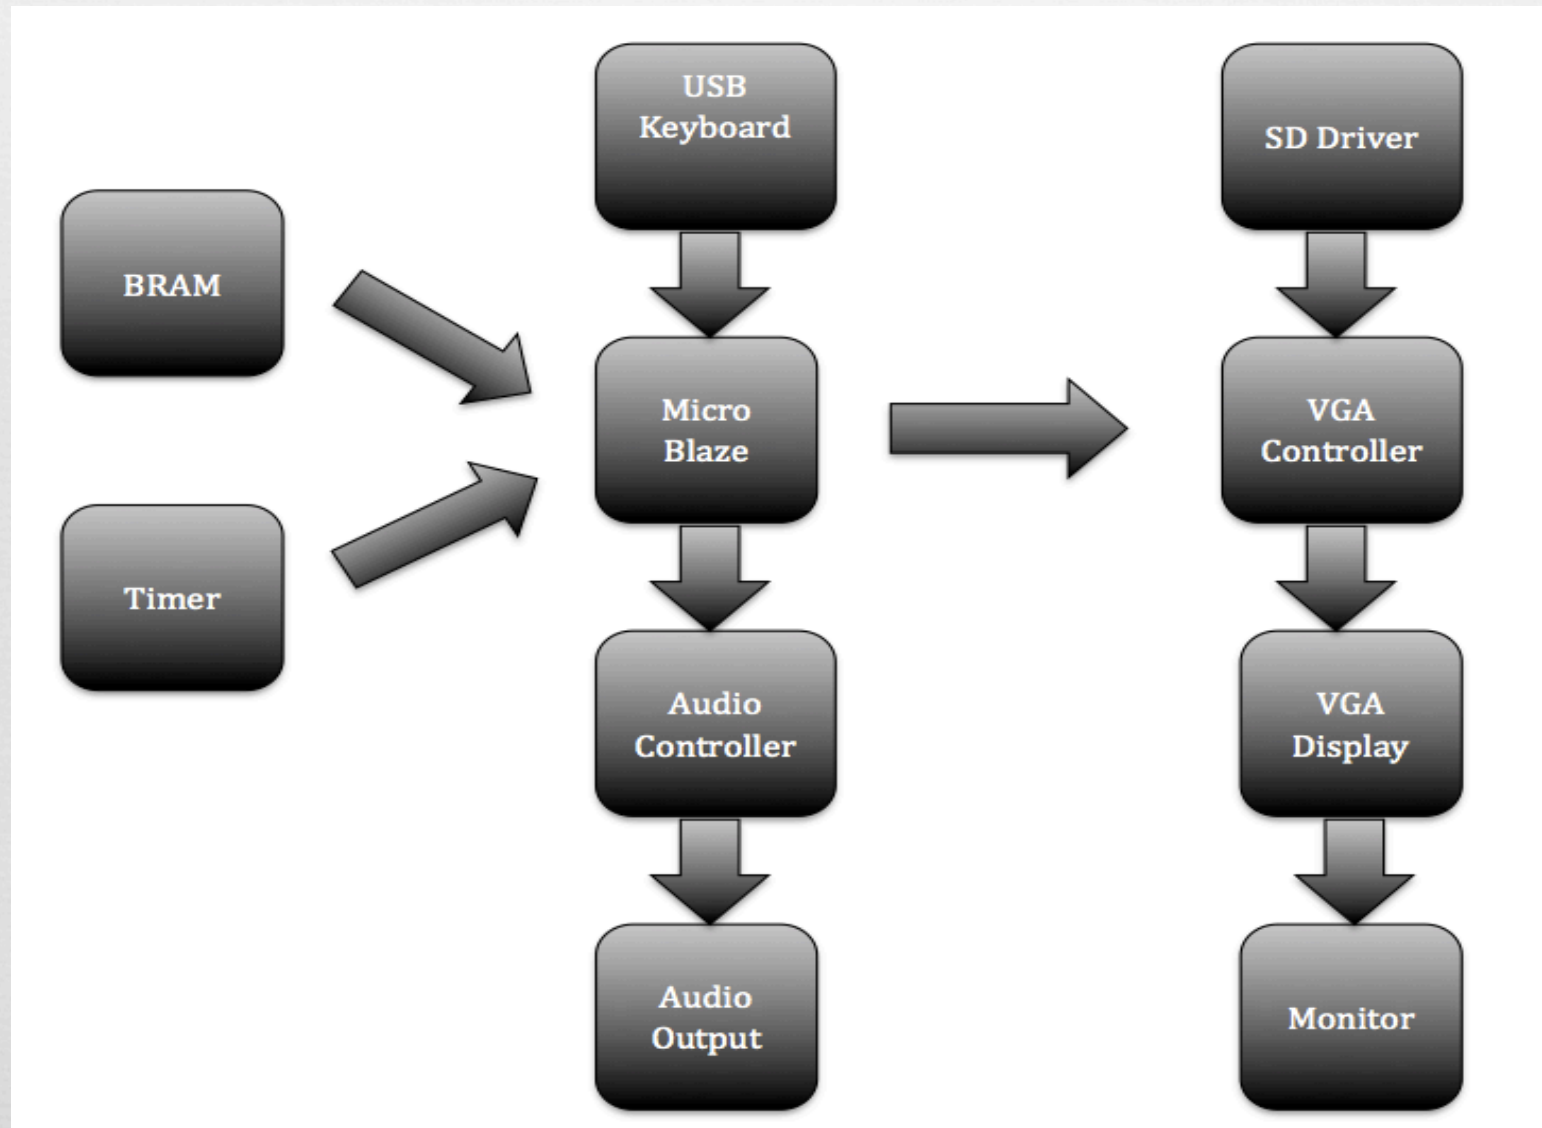 USB
Keyboard
SD Driver
BRAM
Micro
Blaze
VGA
Controller
Timer
Audio
Controller
VGA
Display
Audio
Output
Monitor